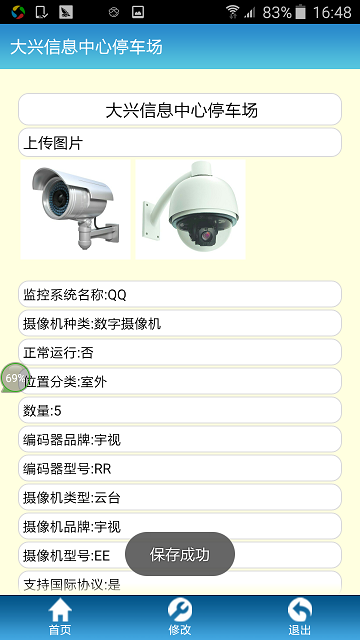 83% 16:48
大兴信息中心停车场
大兴信息中心停车场
上传图片
监控系统名称:QQ
摄像机种类:数字摄像机
正常运行:否
69%
位置分类:室外
数量:5
编码器品牌:宇视
编码器型号:RR
摄像机类型:云台
摄像机品牌:宇视
摄像机型号:EE
保存成功
支持国际协议:是
首页 修改 退出